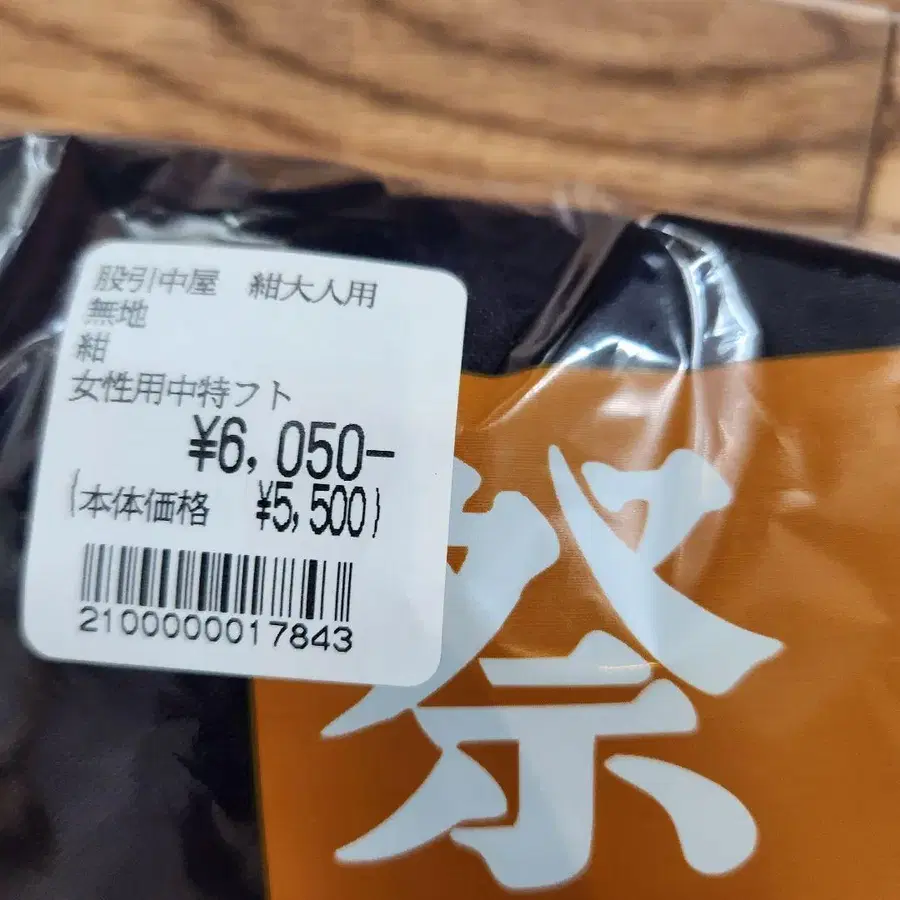 股引中屋　紺大人用
無地
紺
女性用中特フト
¥6,050-
(本体価格　¥5,500)
2100000017843
祭